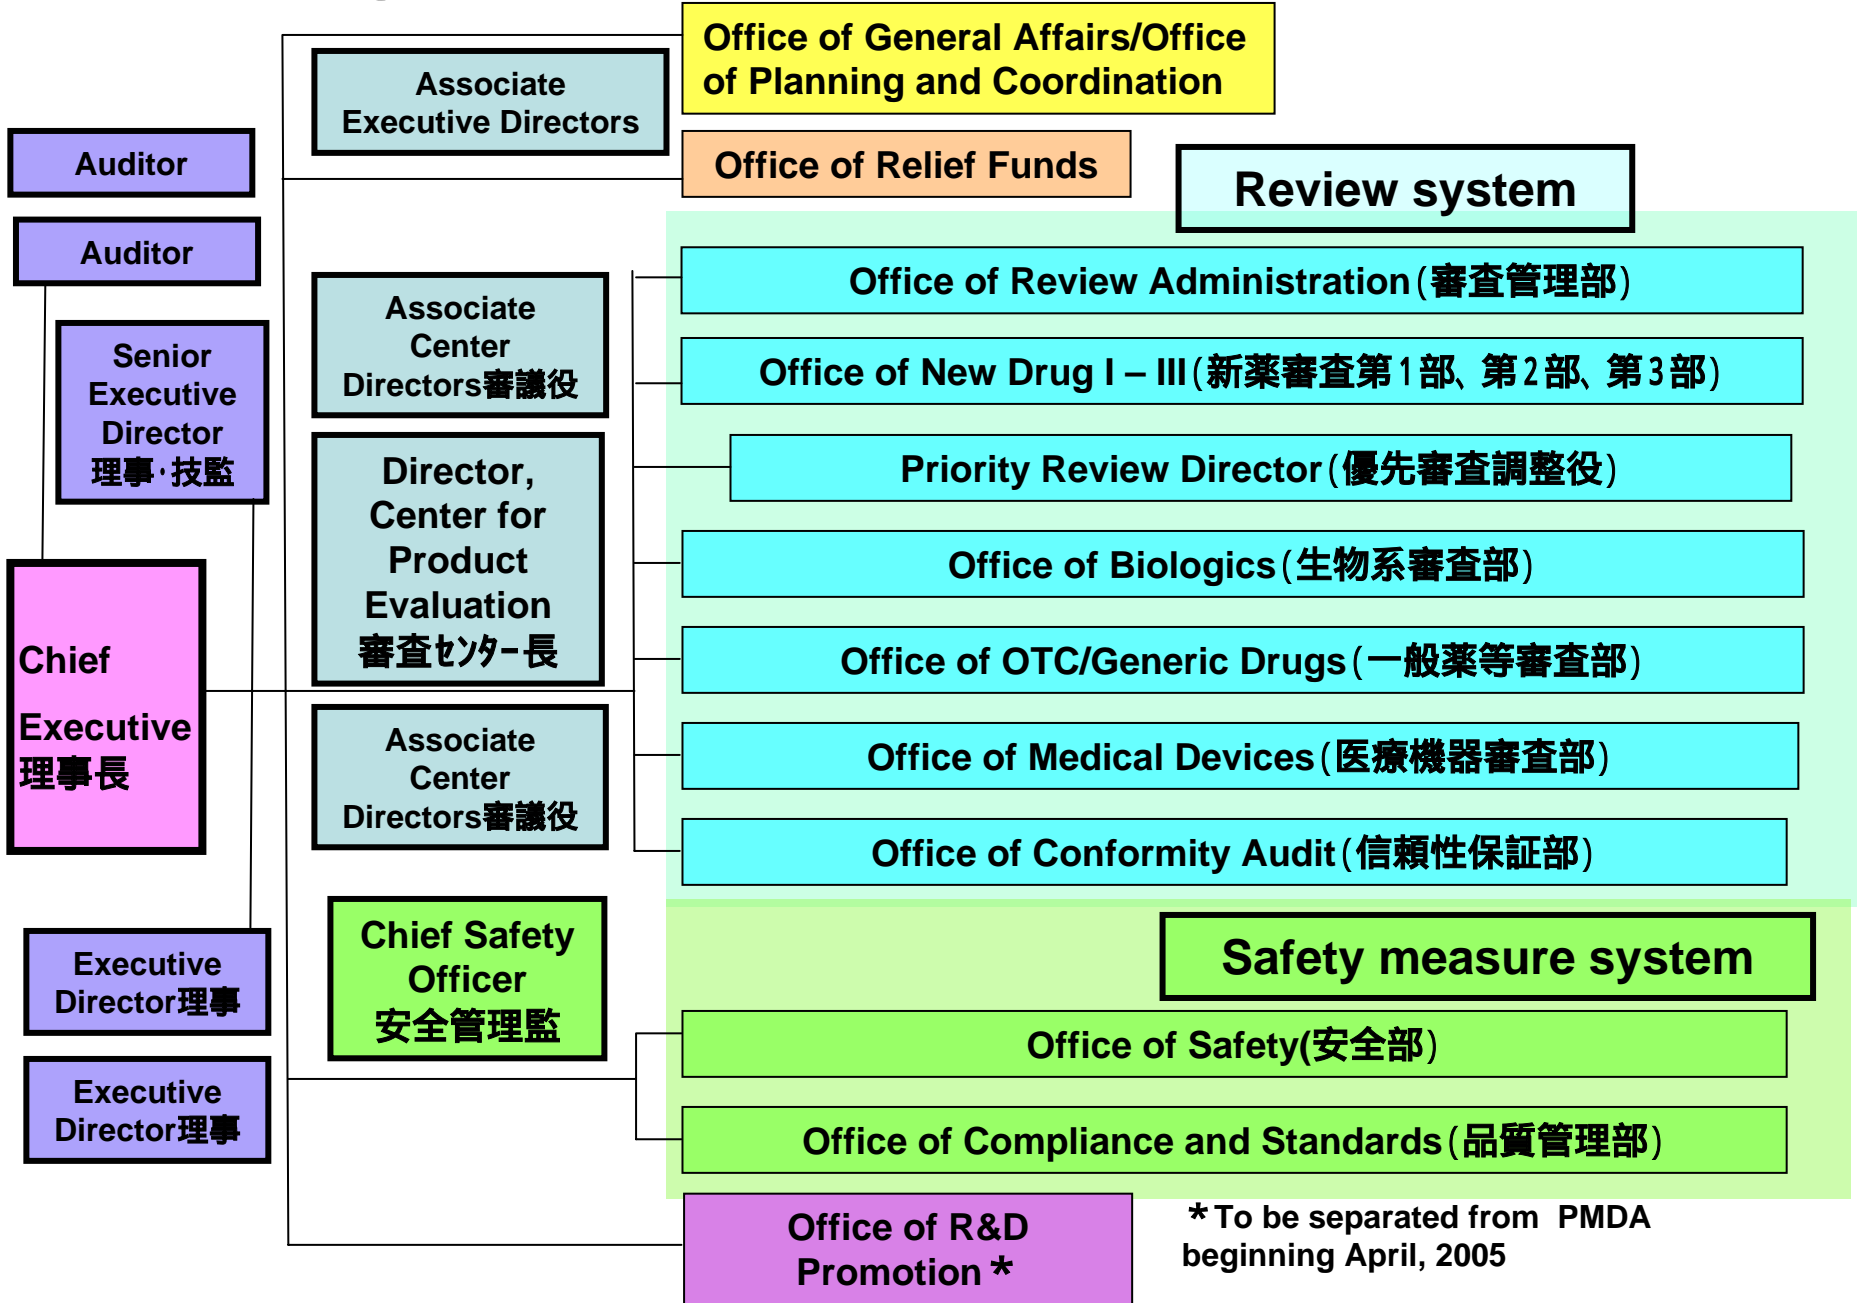 Office of General Affairs/Office
of Planning and Coordination
Associate
Executive Directors
Office of Relief Funds
Auditor
Auditor
Review system
Office of Review Administration(審査管理部)
Associate
Center
Directors審議役
Office of New Drug I – III(新薬審査第1部、第2部、第3部)
Senior
Executive
Director
理事・技監
Priority Review Director(優先審査調整役)
Director,
Center for
Product
Evaluation
審査ｾﾝﾀｰ長
Office of Biologics(生物系審査部)
Office of OTC/Generic Drugs(一般薬等審査部)
Chief
Executive
理事長
Associate
Center
Directors審議役
Office of Medical Devices(医療機器審査部)
Office of Conformity Audit(信頼性保証部)
Chief Safety
Officer
安全管理監
Safety measure system
Executive
Director理事
Office of Safety(安全部)
Executive
Director理事
Office of Compliance and Standards(品質管理部)
Office of R&D
Promotion*
*To be separated from PMDA
beginning April, 2005